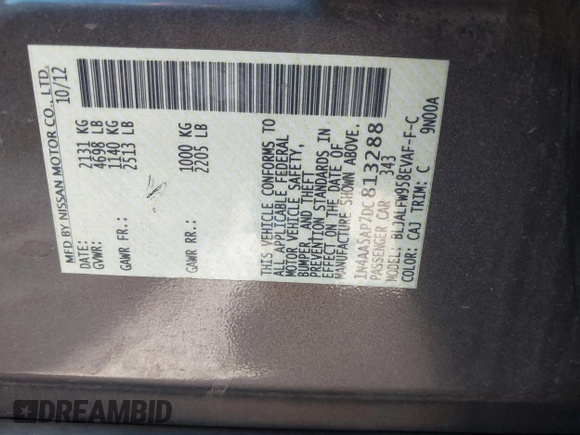 MFD BY NISSAN MOTOR CO., LTD.
10/12
GVWR: 2131 KG
4698 LB
GAWR FR.: 1140 KG
2513 LB
GAWR RR.: 1000 KG
2205 LB
THIS VEHICLE CONFORMS TO
ALL APPLICABLE FEDERAL
MOTOR VEHICLE SAFETY,
BUMPER, AND THEFT
PREVENTION STANDARDS IN
EFFECT ON THE DATE OF
MANUFACTURE SHOWN ABOVE.
1N4AA5AP7DC813288
PASSENGER CAR 343
MODEL: BLJALFWQ58EVAF-F-C
COLOR: CAJ TRIM: C 9N00A
DREAMBID